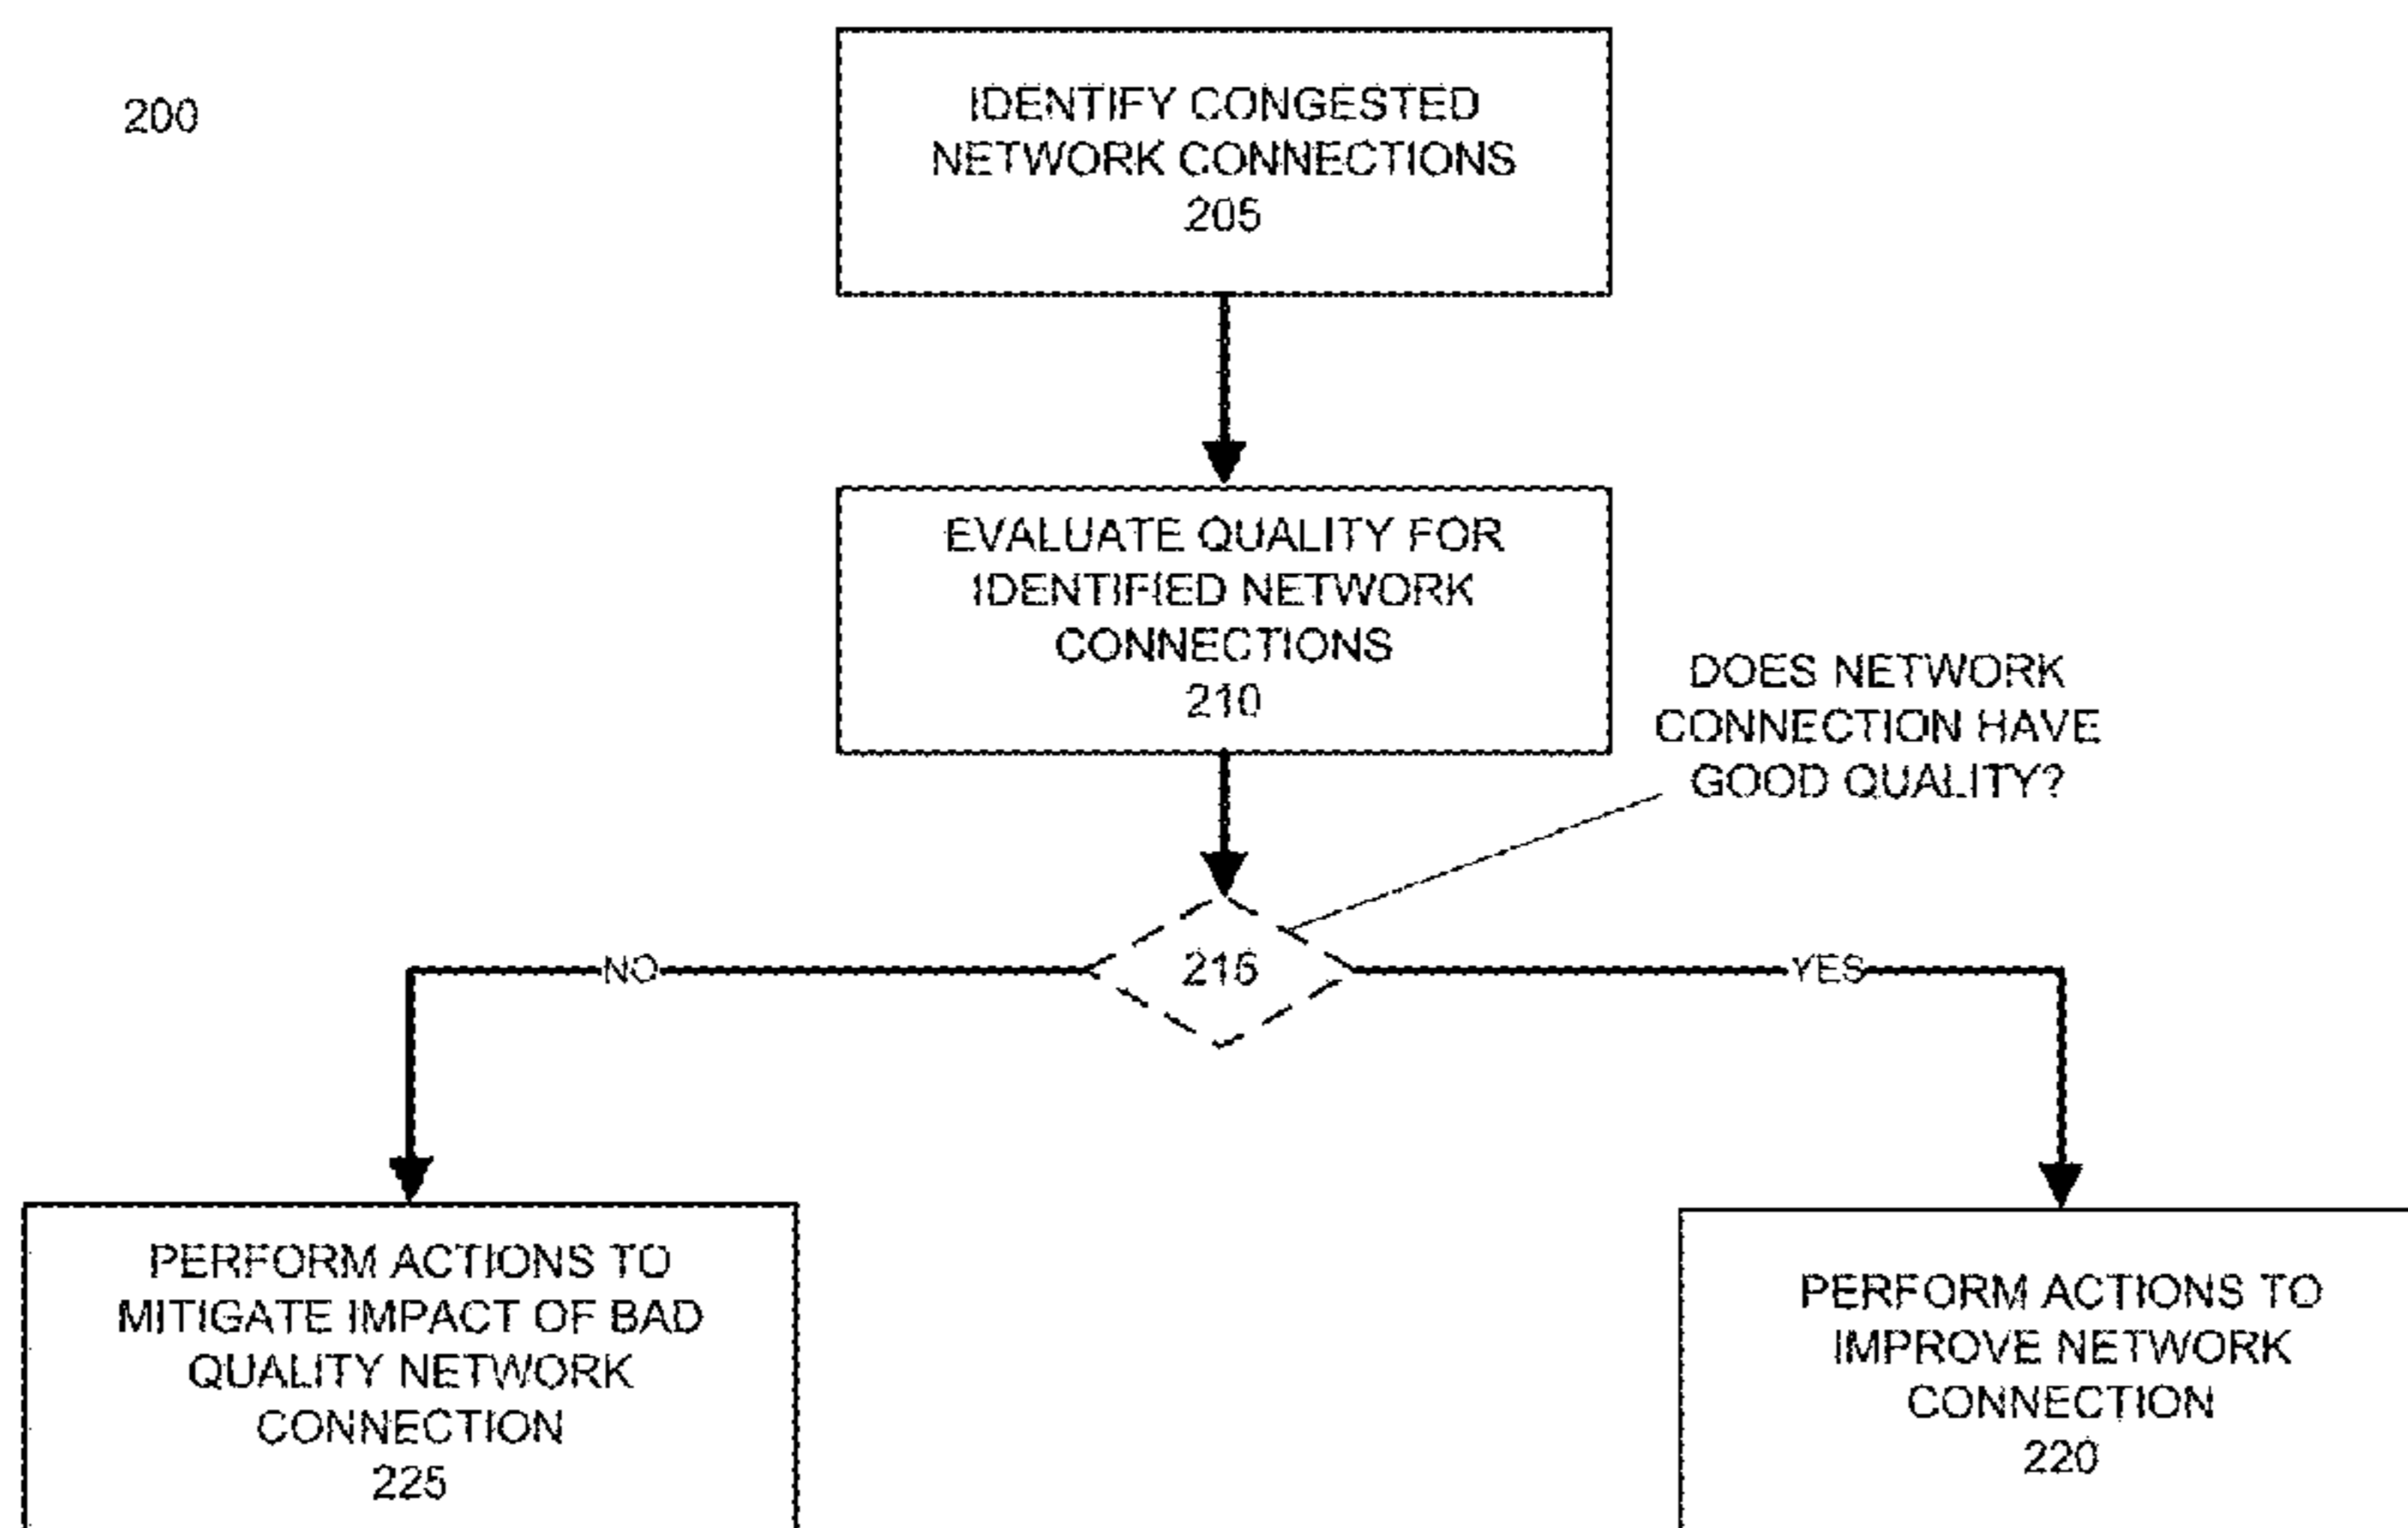 200
IDENTIFY CONGESTED
NETWORK CONNECTIONS
205
EVALUATE QUALITY FOR
IDENTIFIED NETWORK
CONNECTIONS
210
DOES NETWORK
CONNECTION HAVE
GOOD QUALITY?
215
NO
YES
PERFORM ACTIONS TO
MITIGATE IMPACT OF BAD
QUALITY NETWORK
CONNECTION
225
PERFORM ACTIONS TO
IMPROVE NETWORK
CONNECTION
220